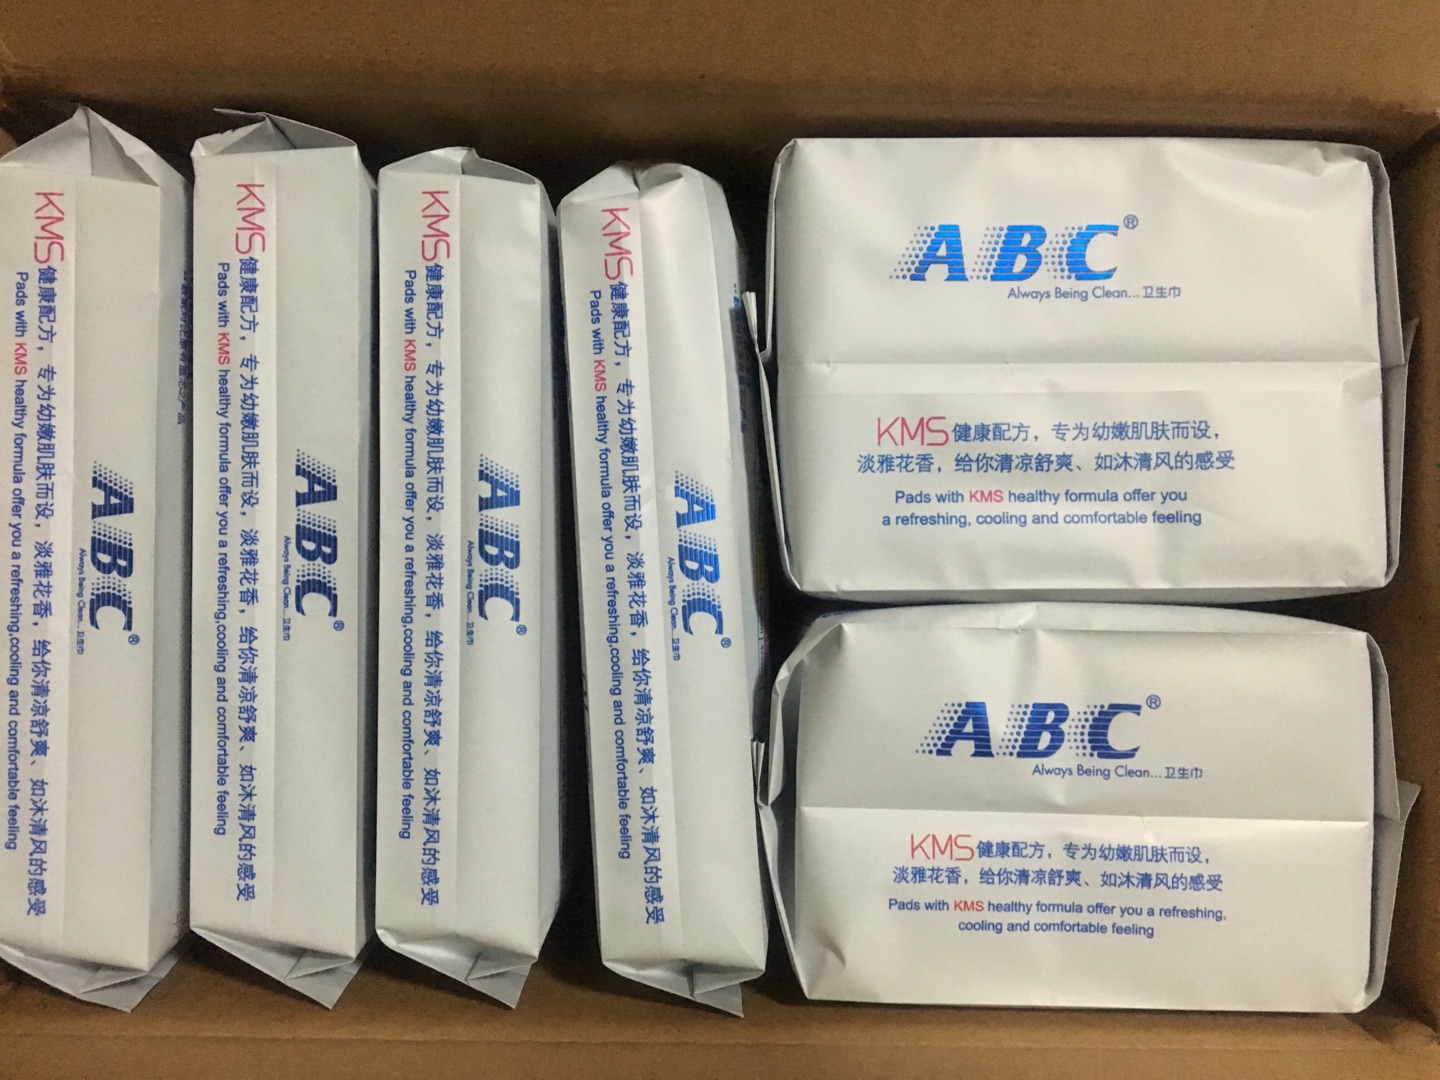 KMS健康配方，专为幼嫩肌肤而设，淡雅花香，给你清凉舒爽、如沐清风的感受
Pads with KMS healthy formula offer you a refreshing,cooling and comfortable feeling
ABC®
Always Being Clean...卫生巾
KMS健康配方，专为幼嫩肌肤而设，淡雅花香，给你清凉舒爽、如沐清风的感受
Pads with KMS healthy formula offer you a refreshing,cooling and comfortable feeling
ABC®
Always Being Clean...卫生巾
KMS健康配方，专为幼嫩肌肤而设，淡雅花香，给你清凉舒爽、如沐清风的感受
Pads with KMS healthy formula offer you a refreshing,cooling and comfortable feeling
ABC®
Always Being Clean...卫生巾
KMS健康配方，专为幼嫩肌肤而设，淡雅花香，给你清凉舒爽、如沐清风的感受
Pads with KMS healthy formula offer you a refreshing,cooling and comfortable feeling
ABC®
Always Being Clean...卫生巾
ABC®
Always Being Clean...卫生巾
KMS健康配方，专为幼嫩肌肤而设，
淡雅花香，给你清凉舒爽、如沐清风的感受
Pads with KMS healthy formula offer you
a refreshing, cooling and comfortable feeling
ABC®
Always Being Clean...卫生巾
KMS健康配方，专为幼嫩肌肤而设，
淡雅花香，给你清凉舒爽、如沐清风的感受
Pads with KMS healthy formula offer you a refreshing,
cooling and comfortable feeling